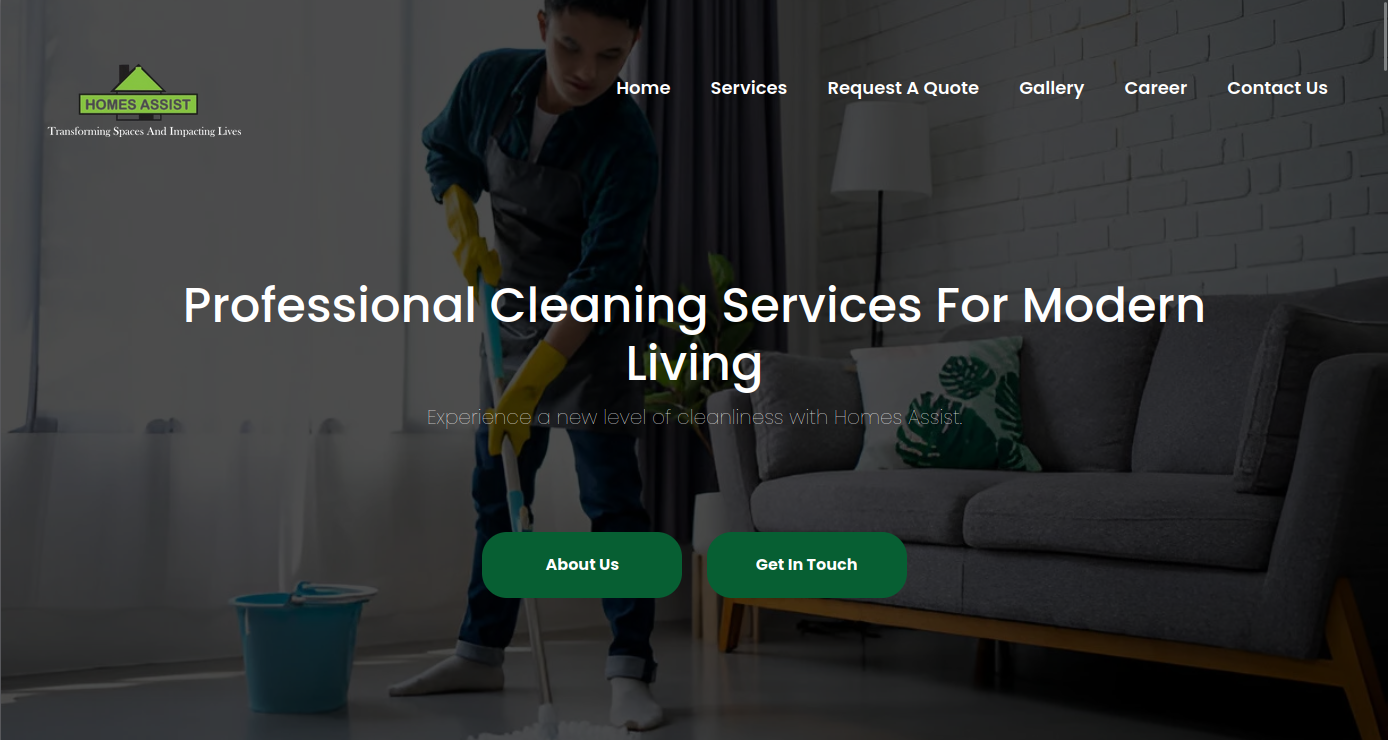 HOMES ASSIST
Transforming Spaces And Impacting Lives
Home Services Request A Quote Gallery Career Contact Us
Professional Cleaning Services For Modern
Living
Experience a new level of cleanliness with Homes Assist.
About Us Get In Touch